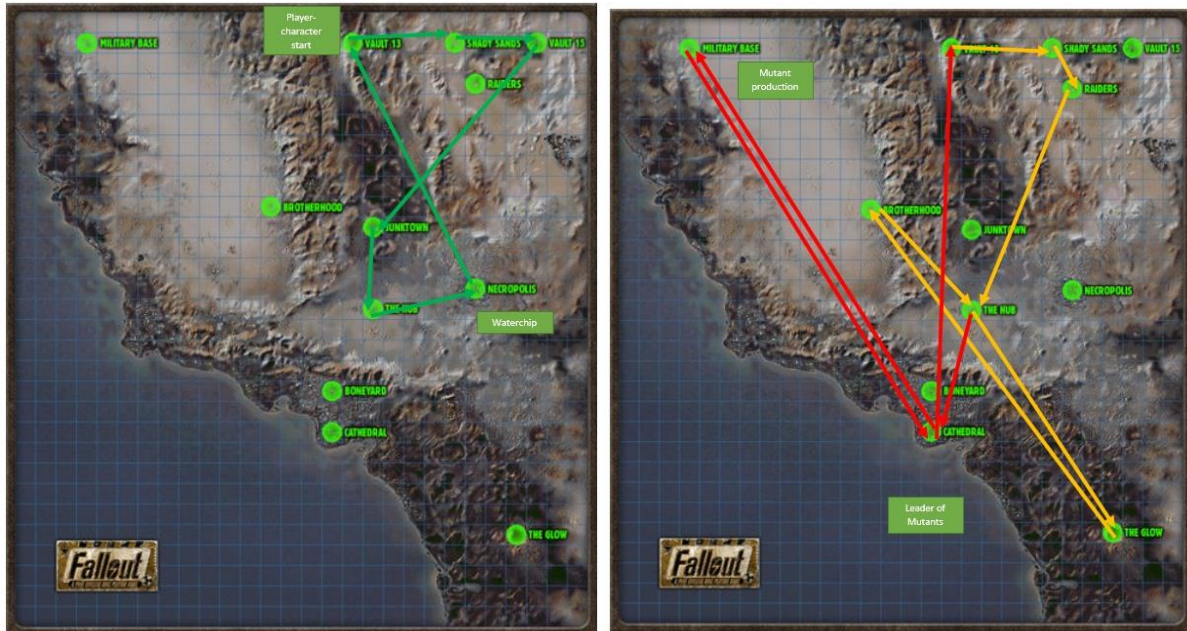 Player-
character
start
MILITARY BASE
VAULT 13
SHADY SANDS
VAULT 15
RAIDERS
BROTHERHOOD
JUNKTOWN
NECROPOLIS
THE HUB
Waterchip
BONEYARD
CATHEDRAL
THE GLOW
Fallout
MILITARY BASE
Mutant
production
VAULT 13
SHADY SANDS
VAULT 15
RAIDERS
BROTHERHOOD
JUNKTOWN
NECROPOLIS
THE HUB
BONEYARD
CATHEDRAL
Leader of
Mutants
THE GLOW
Fallout